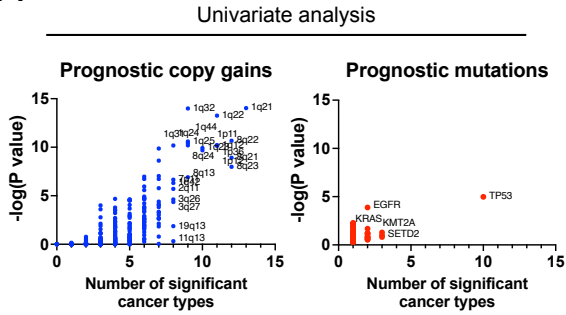 Univariate analysis
Prognostic copy gains
Prognostic mutations
-log(P value)
15
10
5
0
1q32
1q21
1q22
1q44
1q31
1q24
1p11
1q25
8q22
8q24
8q21
8q23
8q13
2q11
3q26
3q27
19q13
11q13
0
5
10
15
Number of significant
cancer types
-log(P value)
15
10
5
0
TP53
EGFR
KRAS
KMT2A
SETD2
0
5
10
15
Number of significant
cancer types